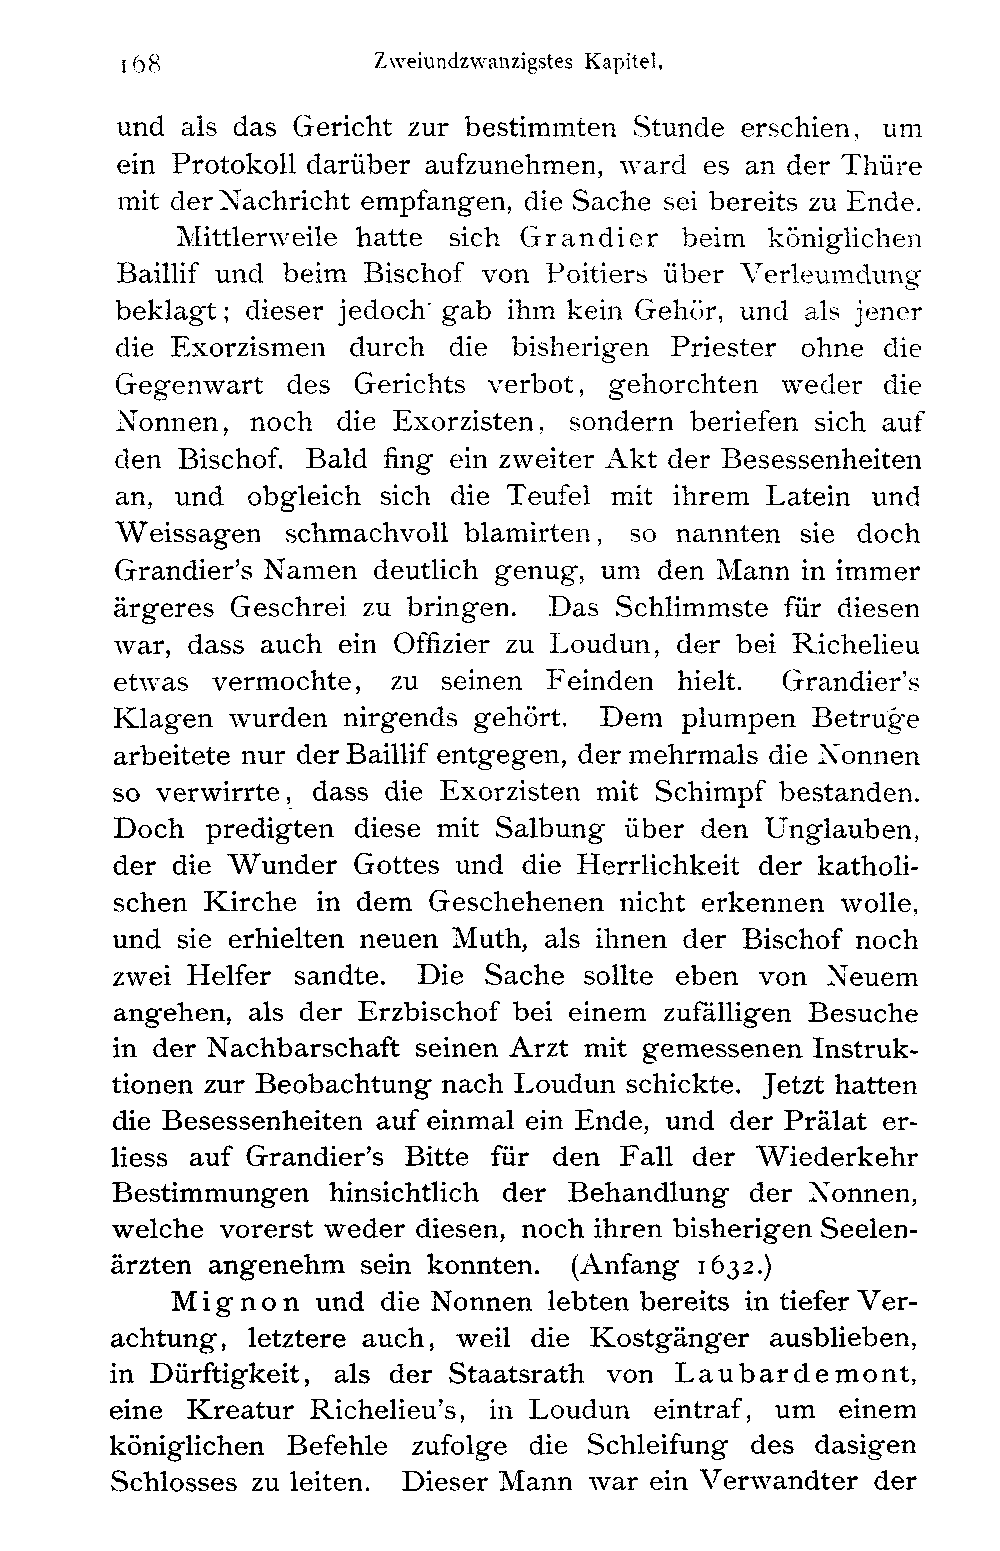 168 Zweiundzwanzigstes Kapitel.
und als das Gericht zur bestimmten Stunde erschien, um
ein Protokoll darüber aufzunehmen, ward es an der Thüre
mit der Nachricht empfangen, die Sache sei bereits zu Ende.
Mittlerweile hatte sich Grandier beim königlichen
Baillif und beim Bischof von Poitiers über Verleumdung
beklagt; dieser jedoch gab ihm kein Gehör, und als jener
die Exorzismen durch die bisherigen Priester ohne die
Gegenwart des Gerichts verbot, gehorchten weder die
Nonnen, noch die Exorzisten, sondern beriefen sich auf
den Bischof. Bald fing ein zweiter Akt der Besessenheiten
an, und obgleich sich die Teufel mit ihrem Latein und
Weissagen schmachvoll blamirten, so nannten sie doch
Grandier's Namen deutlich genug, um den Mann in immer
ärgeres Geschrei zu bringen. Das Schlimmste für diesen
war, dass auch ein Offizier zu Loudun, der bei Richelieu
etwas vermochte, zu seinen Feinden hielt. Grandier's
Klagen wurden nirgends gehört. Dem plumpen Betruge
arbeitete nur der Baillif entgegen, der mehrmals die Nonnen
so verwirrte, dass die Exorzisten mit Schimpf bestanden.
Doch predigten diese mit Salbung über den Unglauben,
der die Wunder Gottes und die Herrlichkeit der katholi-
schen Kirche in dem Geschehenen nicht erkennen wolle,
und sie erhielten neuen Muth, als ihnen der Bischof noch
zwei Helfer sandte. Die Sache sollte eben von Neuem
angehen, als der Erzbischof bei einem zufälligen Besuche
in der Nachbarschaft seinen Arzt mit gemessenen Instruk-
tionen zur Beobachtung nach Loudun schickte. Jetzt hatten
die Besessenheiten auf einmal ein Ende, und der Prälat er-
liess auf Grandier's Bitte für den Fall der Wiederkehr
Bestimmungen hinsichtlich der Behandlung der Nonnen,
welche vorerst weder diesen, noch ihren bisherigen Seelen-
ärzten angenehm sein konnten. (Anfang 1632.)
Mignon und die Nonnen lebten bereits in tiefer Ver-
achtung, letztere auch, weil die Kostgänger ausblieben,
in Dürftigkeit, als der Staatsrath von Laubardemont,
eine Kreatur Richelieu's, in Loudun eintraf, um einem
königlichen Befehle zufolge die Schleifung des dasigen
Schlosses zu leiten. Dieser Mann war ein Verwandter der